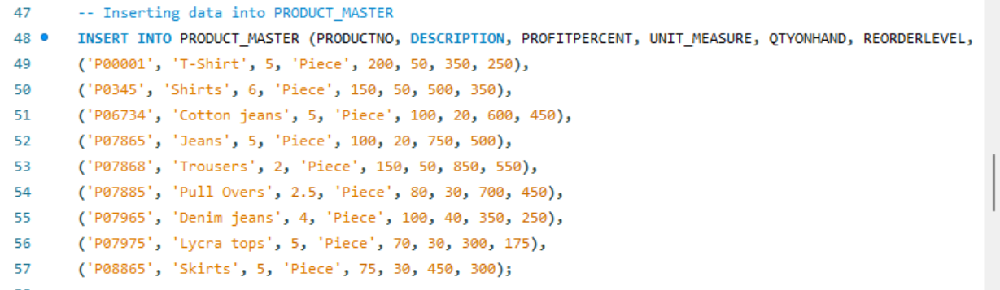 47 -- Inserting data into PRODUCT_MASTER
48 INSERT INTO PRODUCT_MASTER (PRODUCTNO, DESCRIPTION, PROFITPERCENT, UNIT_MEASURE, QTYONHAND, REORDERLEVEL,
49 ('P00001', 'T-Shirt', 5, 'Piece', 200, 50, 350, 250),
50 ('P0345', 'Shirts', 6, 'Piece', 150, 50, 500, 350),
51 ('P06734', 'Cotton jeans', 5, 'Piece', 100, 20, 600, 450),
52 ('P07865', 'Jeans', 5, 'Piece', 100, 20, 750, 500),
53 ('P07868', 'Trousers', 2, 'Piece', 150, 50, 850, 550),
54 ('P07885', 'Pull Overs', 2.5, 'Piece', 80, 30, 700, 450),
55 ('P07965', 'Denim jeans', 4, 'Piece', 100, 40, 350, 250),
56 ('P07975', 'Lycra tops', 5, 'Piece', 70, 30, 300, 175),
57 ('P08865', 'Skirts', 5, 'Piece', 75, 30, 450, 300);